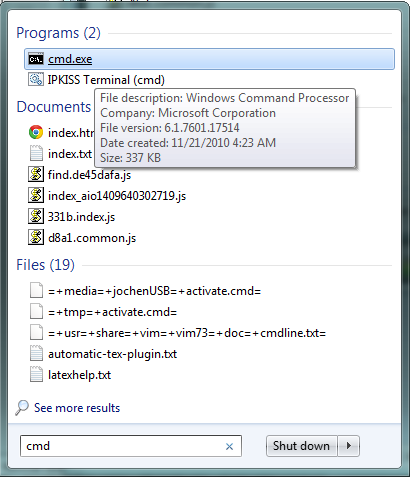 Programs (2)
cmd.exe
IPKISS Terminal (cmd)
File description: Windows Command Processor
Company: Microsoft Corporation
File version: 6.1.7601.17514
Date created: 11/21/2010 4:23 AM
Size: 337 KB
Documents
index.htm
index.txt
find.de45dafa.js
index_aio1409640302719.js
331b.index.js
d8a1.common.js
Files (19)
=+media=+jochenUSB=+activate.cmd=
=+tmp=+activate.cmd=
=+usr=+share=+vim=+vim73=+doc=+cmdline.txt=
automatic-tex-plugin.txt
latexhelp.txt
See more results
cmd
Shut down